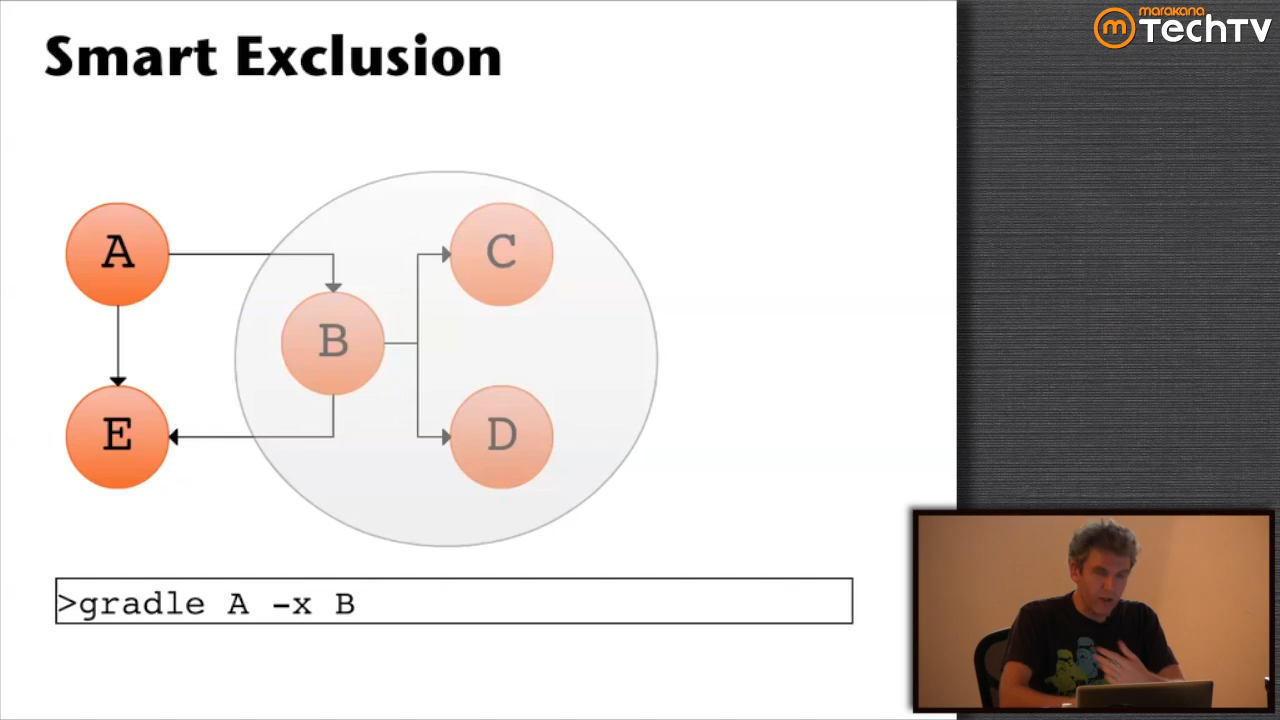 Smart Exclusion
marakana
TechTV
A
C
B
E
D
>gradle A -x B